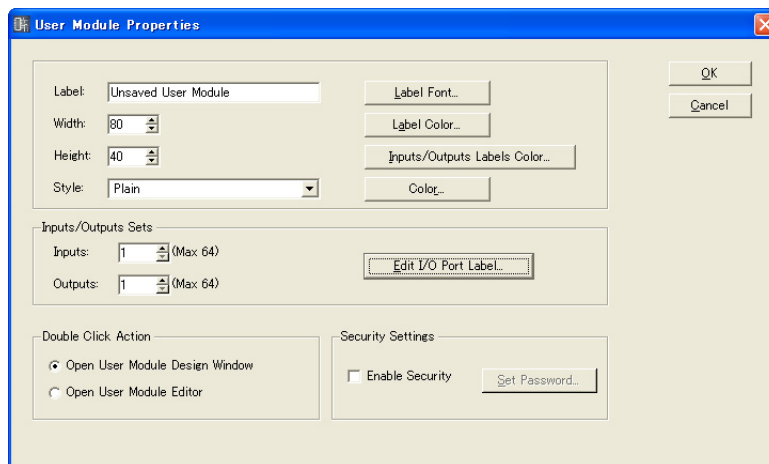 User Module Properties
Label: Unsaved User Module Label Font... OK
Width: 80 Label Color... Cancel
Height: 40 Inputs/Outputs Labels Color...
Style: Plain Color...
Inputs/Outputs Sets
Inputs: 1 (Max 64)
Edit I/O Port Label...
Outputs: 1 (Max 64)
Double Click Action
Open User Module Design Window
Open User Module Editor
Security Settings
Enable Security Set Password...